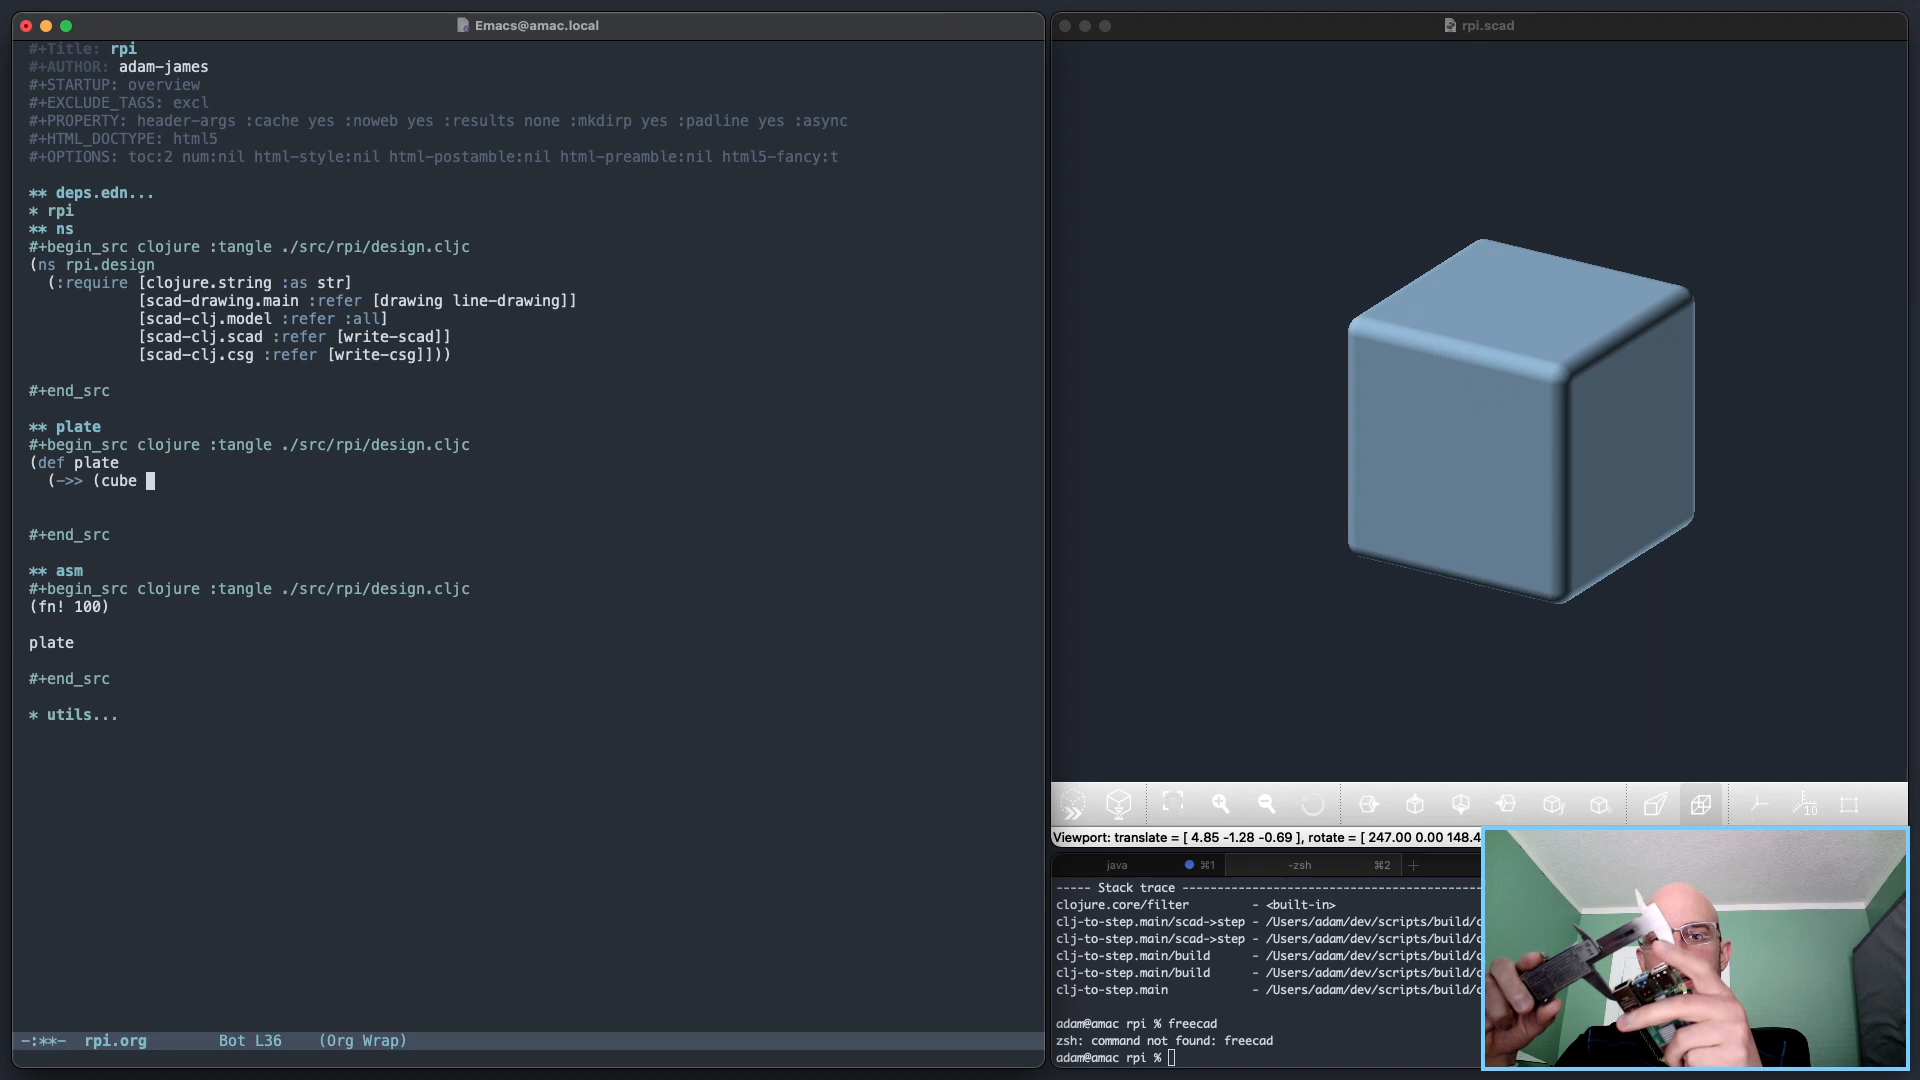 Emacs@amac.local
#+Title: rpi
#+AUTHOR: adam-james
#+STARTUP: overview
#+EXCLUDE_TAGS: excl
#+PROPERTY: header-args :cache yes :noweb yes :results none :mkdirp yes :padline yes :async
#+HTML_DOCTYPE: html5
#+OPTIONS: toc:2 num:nil html-style:nil html-postamble:nil html-preamble:nil html5-fancy:t
** deps.edn...
* rpi
** ns
#+begin_src clojure :tangle ./src/rpi/design.cljc
(ns rpi.design
(:require [clojure.string :as str]
[scad-drawing.main :refer [drawing line-drawing]]
[scad-clj.model :refer :all]
[scad-clj.scad :refer [write-scad]]
[scad-clj.csg :refer [write-csg]]))
#+end_src
** plate
#+begin_src clojure :tangle ./src/rpi/design.cljc
(def plate
(->> (cube
#+end_src
** asm
#+begin_src clojure :tangle ./src/rpi/design.cljc
(fn! 100)
plate
#+end_src
* utils...
-:**- rpi.org Bot L36 (Org Wrap)
rpi.scad
10
Viewport: translate = [ 4.85 -1.28 -0.69 ], rotate = [ 247.00 0.00 148.4
java ⌘1 -zsh ⌘2 +
----- Stack trace ------------------------------------
clojure.core/filter - <built-in>
clj-to-step.main/scad->step - /Users/adam/dev/scripts/build/c
clj-to-step.main/scad->step - /Users/adam/dev/scripts/build/c
clj-to-step.main/build - /Users/adam/dev/scripts/build/c
clj-to-step.main/build - /Users/adam/dev/scripts/build/c
clj-to-step.main - /Users/adam/dev/scripts/build/c
adam@amac rpi % freecad
zsh: command not found: freecad
adam@amac rpi %